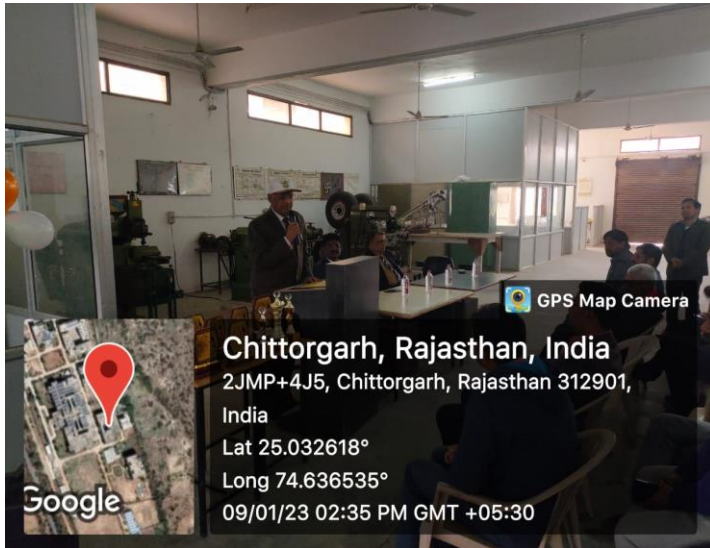 GPS Map Camera
Chittorgarh, Rajasthan, India
2JMP+4J5, Chittorgarh, Rajasthan 312901,
India
Lat 25.032618°
Long 74.636535°
09/01/23 02:35 PM GMT +05:30
Google